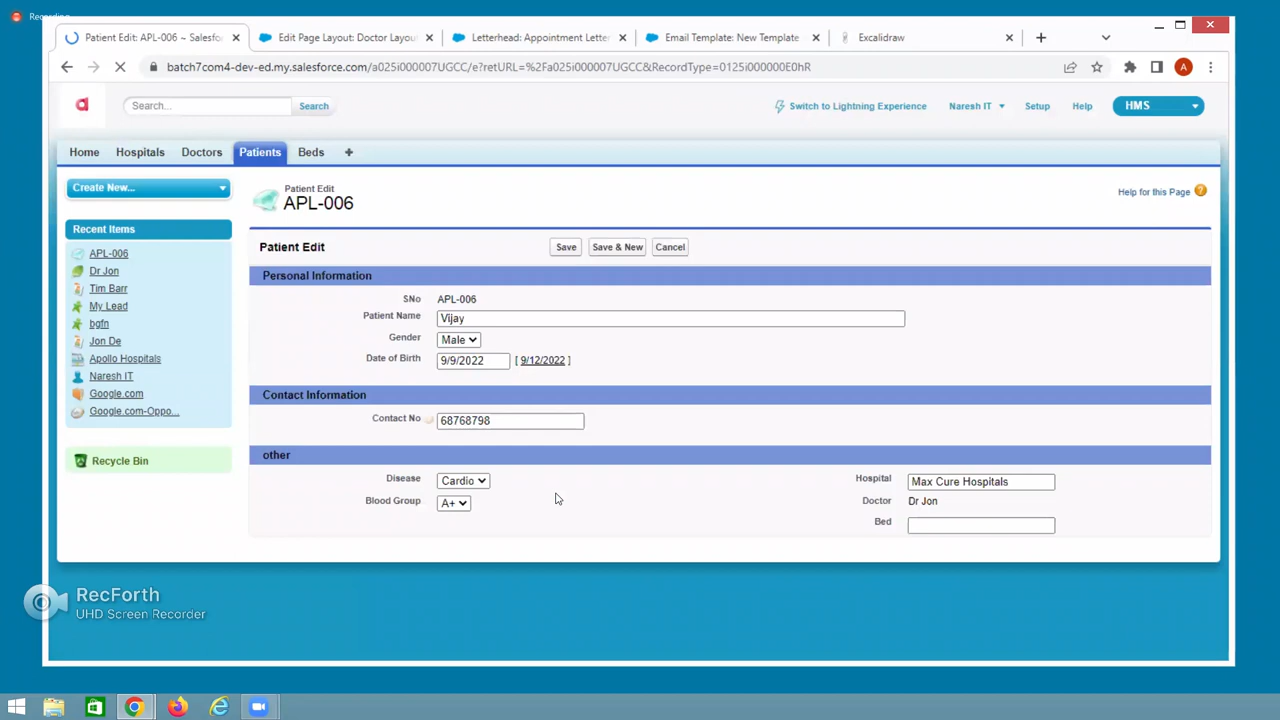 Recording
Patient Edit: APL-006 ~ Salesfo
Edit Page Layout: Doctor Layou
Letterhead: Appointment Letter
Email Template: New Template
Excalidraw
batch7com4-dev-ed.my.salesforce.com/a025i000007UGCC/e?retURL=%2Fa025i000007UGCC&RecordType=0125i000000E0hR
Search...
Search
Switch to Lightning Experience
Naresh IT
Setup
Help
HMS
Home
Hospitals
Doctors
Patients
Beds
+
Create New...
Patient Edit
APL-006
Help for this Page
Recent Items
APL-006
Dr Jon
Tim Barr
My Lead
bgfn
Jon De
Apollo Hospitals
Naresh IT
Google.com
Google.com-Oppo...
Recycle Bin
Patient Edit
Save
Save & New
Cancel
Personal Information
SNo APL-006
Patient Name Vijay
Gender Male
Date of Birth 9/9/2022 [ 9/12/2022 ]
Contact Information
Contact No 68768798
other
Disease Cardio
Hospital Max Cure Hospitals
Blood Group A+
Doctor Dr Jon
Bed
RecForth
UHD Screen Recorder